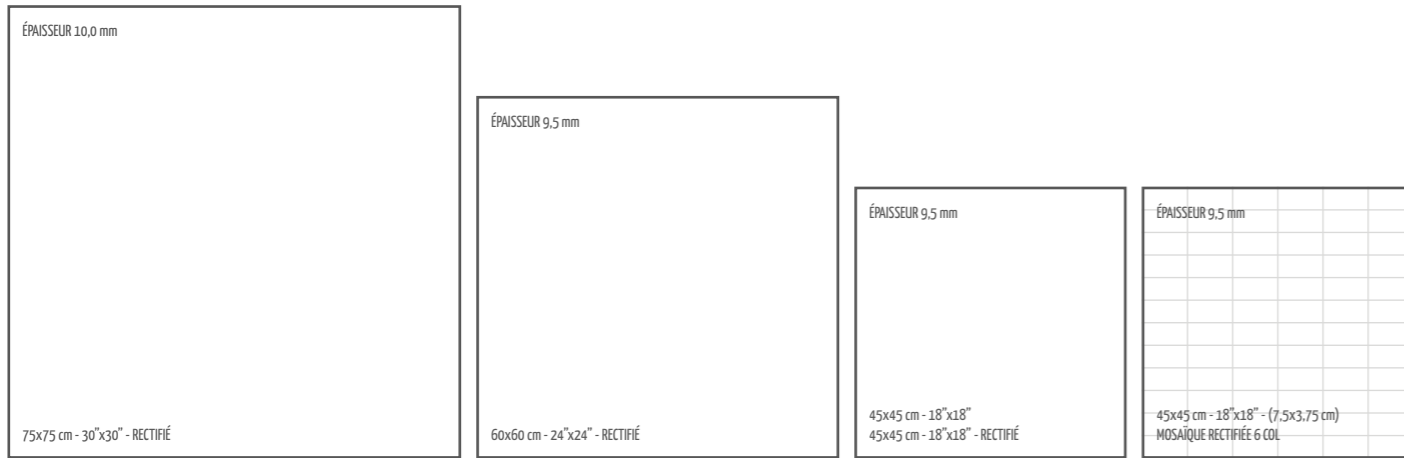 ÉPAISSEUR 10,0 mm
75x75 cm - 30”x30” - RECTIFIÉ
ÉPAISSEUR 9,5 mm
60x60 cm - 24”x24” - RECTIFIÉ
ÉPAISSEUR 9,5 mm
45x45 cm - 18”x18”
45x45 cm - 18”x18” - RECTIFIÉ
ÉPAISSEUR 9,5 mm
45x45 cm - 18”x18” - (7,5x3,75 cm)
MOSAÏQUE RECTIFIÉE 6 COL